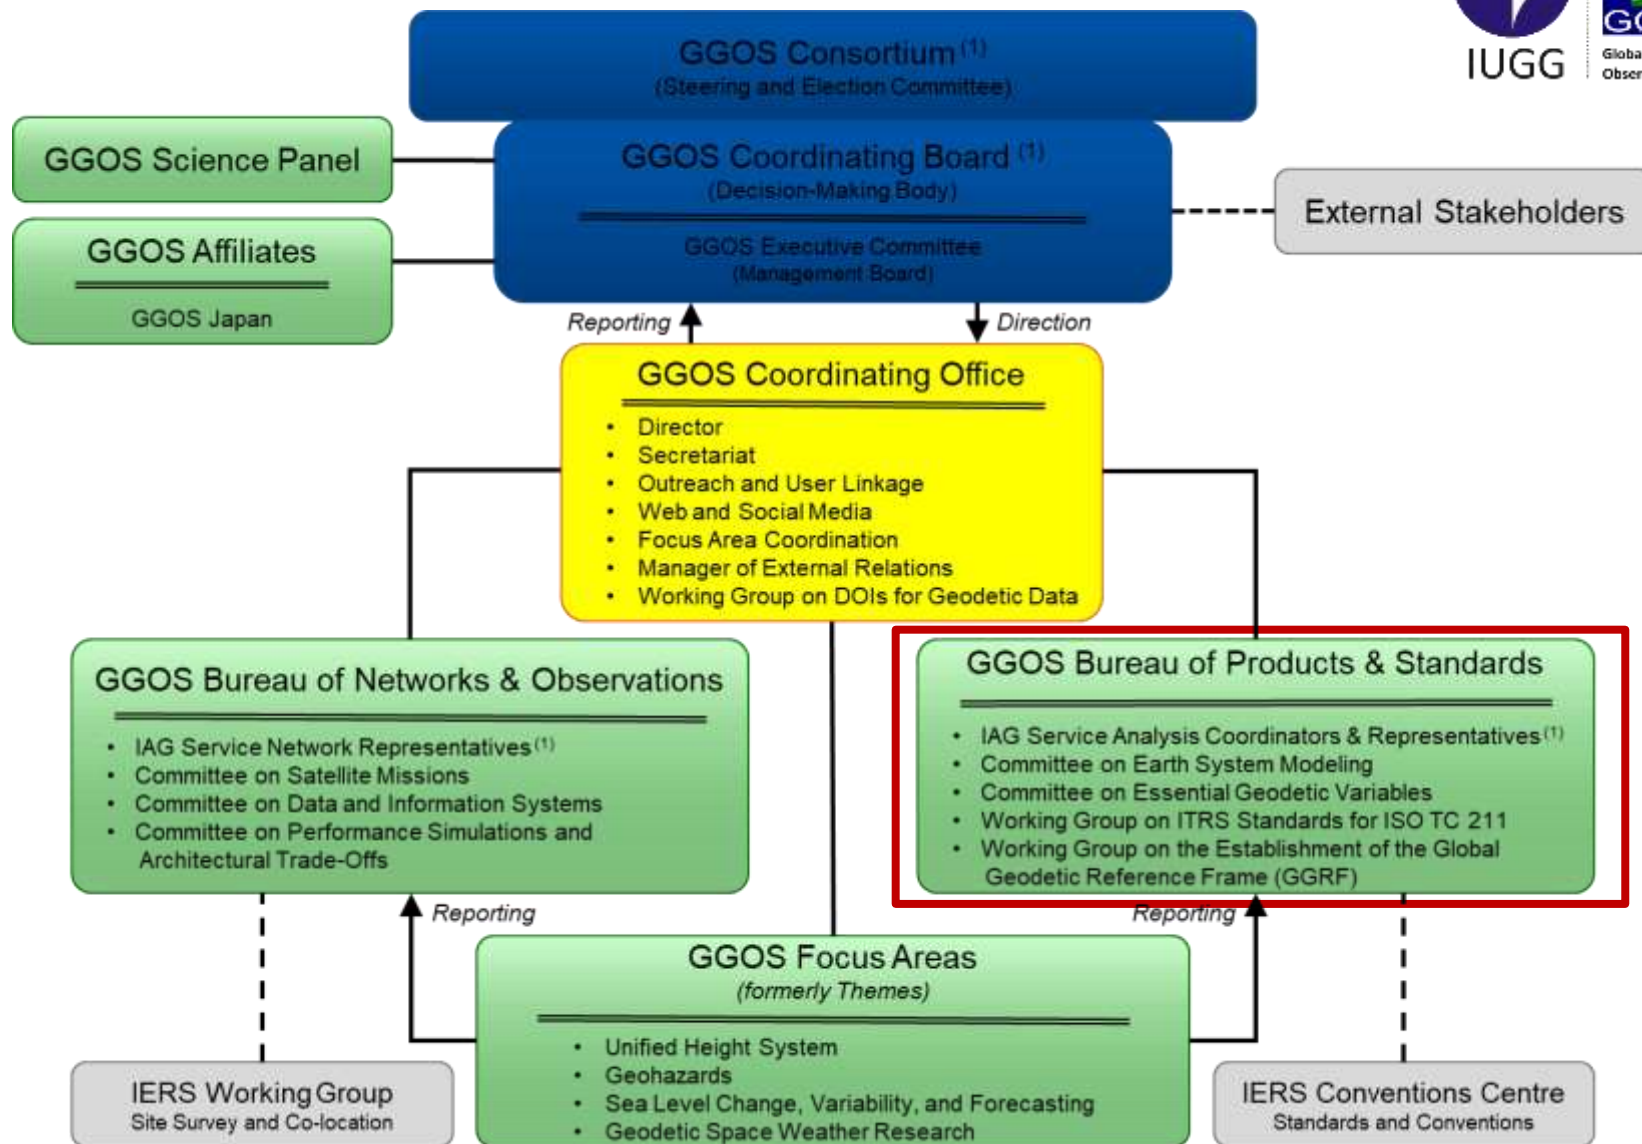 GGOS Consortium (1)
(Steering and Election Committee)
IUGG
GGOS Science Panel
GGOS Coordinating Board (1)
(Decision-Making Body)
GGOS Executive Committee
(Management Board)
External Stakeholders
GGOS Affiliates
GGOS Japan
Reporting
Direction
GGOS Coordinating Office
• Director
• Secretariat
• Outreach and User Linkage
• Web and Social Media
• Focus Area Coordination
• Manager of External Relations
• Working Group on DOIs for Geodetic Data
GGOS Bureau of Networks & Observations
• IAG Service Network Representatives (1)
• Committee on Satellite Missions
• Committee on Data and Information Systems
• Committee on Performance Simulations and
Architectural Trade-Offs
GGOS Bureau of Products & Standards
• IAG Service Analysis Coordinators & Representatives (1)
• Committee on Earth System Modeling
• Committee on Essential Geodetic Variables
• Working Group on ITRS Standards for ISO TC 211
• Working Group on the Establishment of the Global
Geodetic Reference Frame (GGRF)
Reporting
Reporting
GGOS Focus Areas
(formerly Themes)
• Unified Height System
• Geohazards
• Sea Level Change, Variability, and Forecasting
• Geodetic Space Weather Research
IERS Working Group
Site Survey and Co-location
IERS Conventions Centre
Standards and Conventions